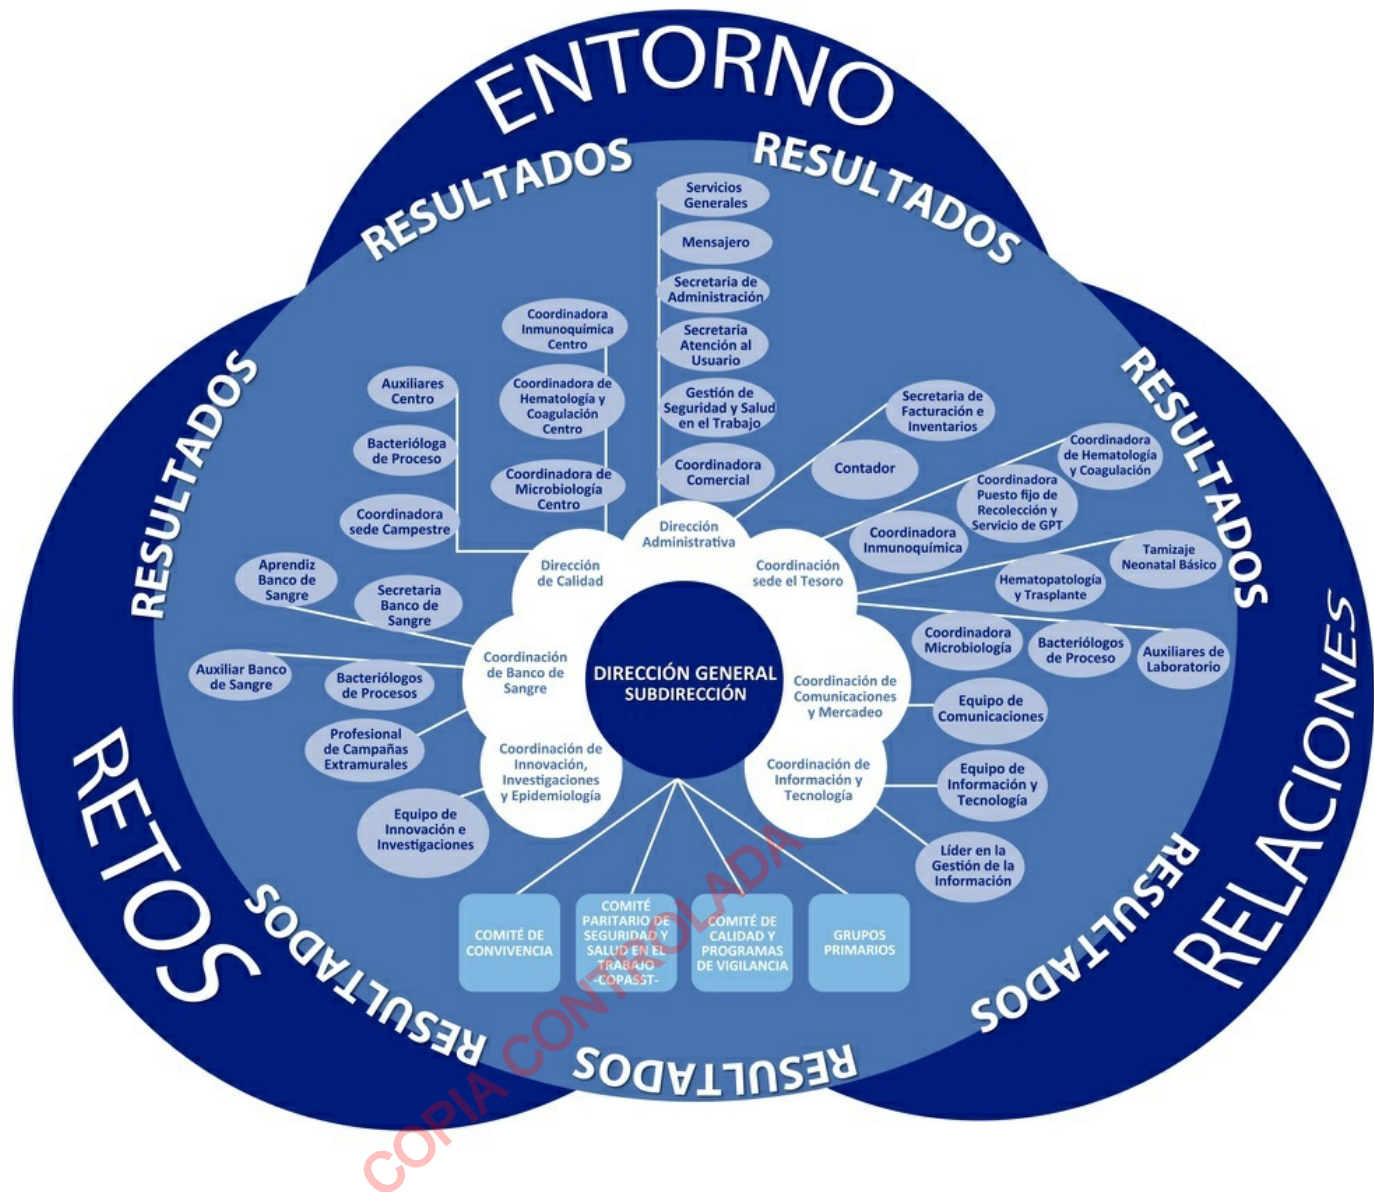 ENTORNO
RESULTADOS
RESULTADOS
RESULTADOS
RESULTADOS
Servicios
Generales
Mensajero
Secretaria de
Administración
Secretaria
Atención al
Usuario
Gestión de
Seguridad y Salud
en el Trabajo
Coordinadora
Comercial
Coordinadora
Inmunoquímica
Centro
Coordinadora de
Hematología y
Coagulación
Centro
Coordinadora de
Microbiología
Centro
Auxiliares
Centro
Bacterióloga
de Proceso
Coordinadora
sede Campestre
Secretaria de
Facturación e
Inventarios
Contador
Coordinadora
de Hematología
y Coagulación
Coordinadora
Puesto fijo de
Recolección y
Servicio de GPT
Coordinadora
Inmunoquímica
Tamizaje
Neonatal Básico
Hematopatología
y Trasplante
Coordinadora
Microbiología
Bacteriólogos
de Proceso
Auxiliares de
Laboratorio
Dirección
Administrativa
Dirección
de Calidad
Coordinación
sede el Tesoro
Aprendiz
Banco de
Sangre
Secretaria
Banco de
Sangre
Auxiliar Banco
de Sangre
Bacteriólogos
de Procesos
Profesional
de Campañas
Extramurales
Equipo de
Innovación e
Investigaciones
Coordinación
de Banco de
Sangre
DIRECCIÓN GENERAL
SUBDIRECCIÓN
Coordinación de
Comunicaciones
y Mercadeo
Equipo de
Comunicaciones
Coordinación de
Innovación,
Investigaciones
y Epidemiología
Coordinación de
Información y
Tecnología
Equipo de
Información y
Tecnología
Líder en la
Gestión de la
Información
COMITÉ DE
CONVIVENCIA
COMITÉ
PARITARIO DE
SEGURIDAD Y
SALUD EN EL
TRABAJO
-COPASST-
COMITÉ DE
CALIDAD Y
PROGRAMAS
DE VIGILANCIA
GRUPOS
PRIMARIOS
RETOS
RELACIONES
RESULTADOS
RESULTADOS
RESULTADOS
COPIA CONTROLADA